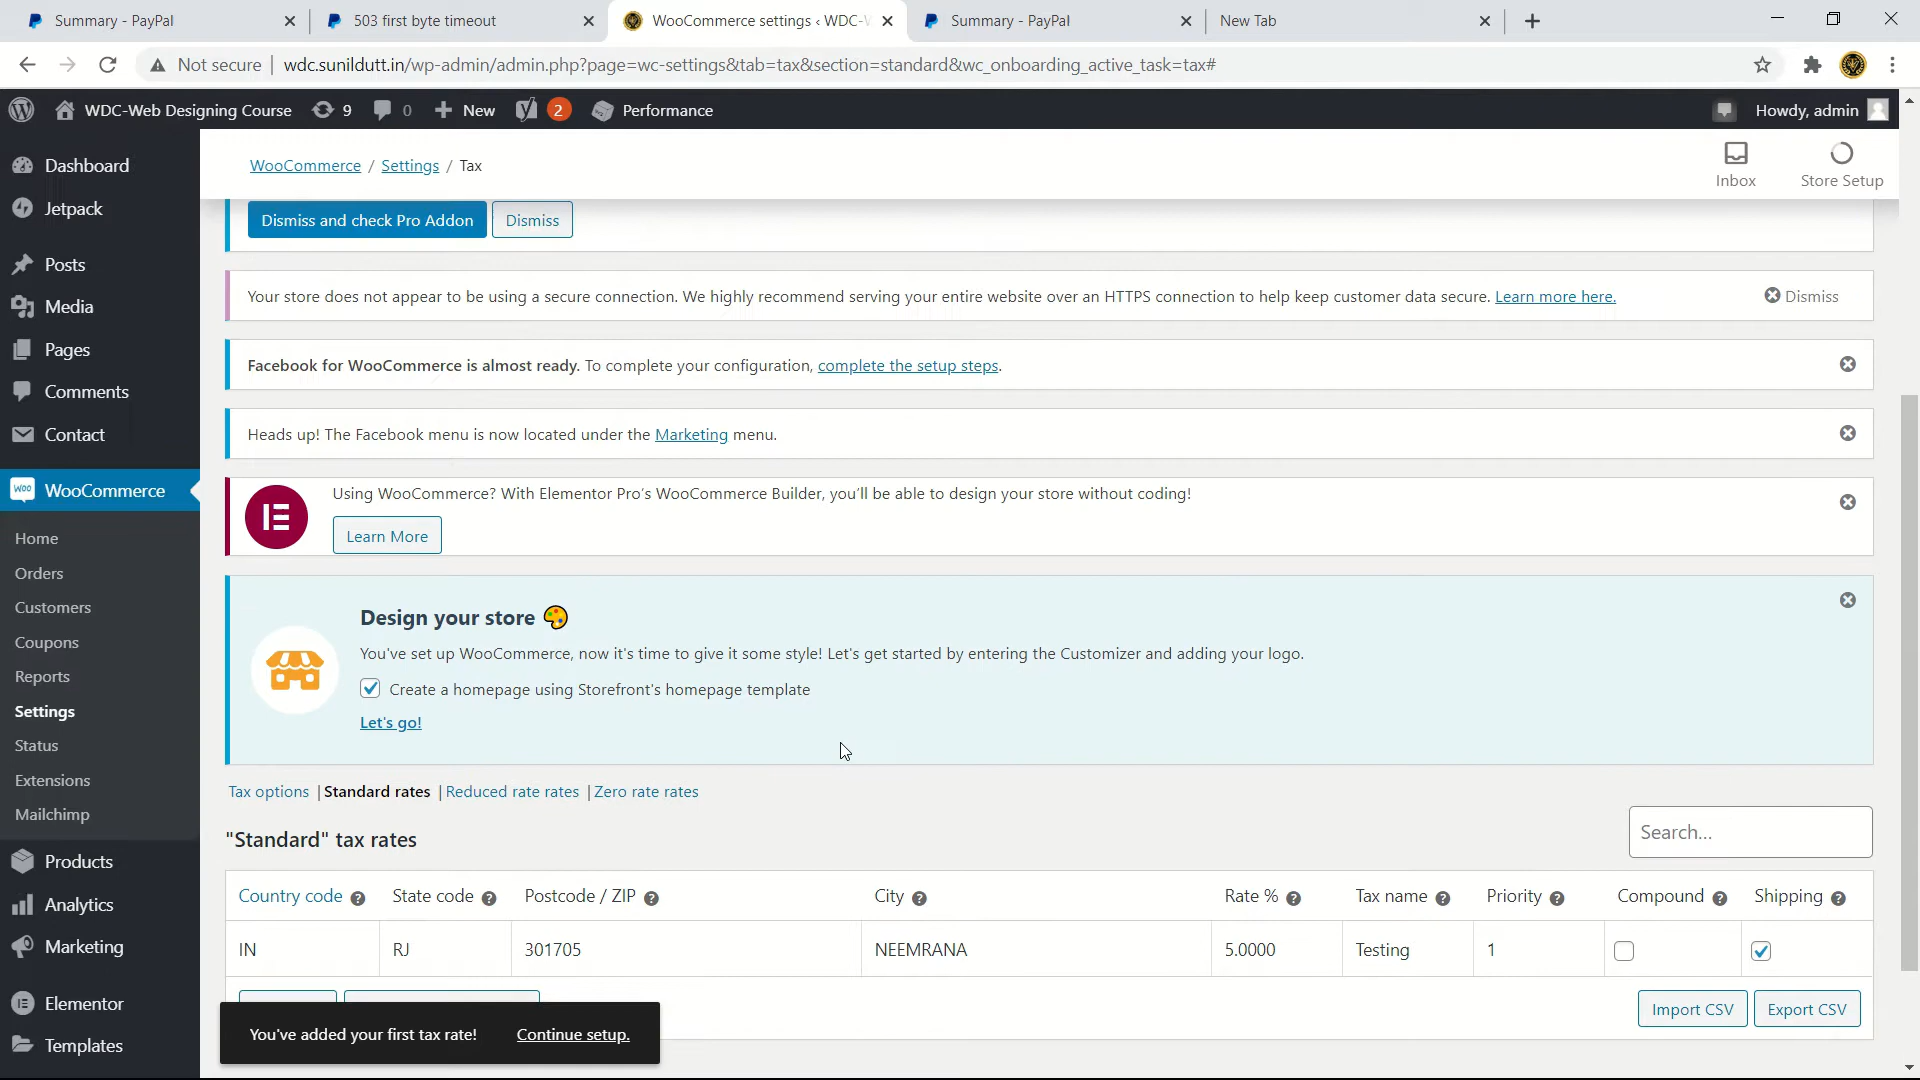 Summary - PayPal
503 first byte timeout
WooCommerce settings ‹ WDC-W
Summary - PayPal
New Tab
Not secure
wdc.sunildutt.in/wp-admin/admin.php?page=wc-settings&tab=tax&section=standard&wc_onboarding_active_task=tax#
WDC-Web Designing Course
9
0
New
2
Performance
Howdy, admin
Dashboard
Jetpack
Posts
Media
Pages
Comments
Contact
Woo
WooCommerce
Home
Orders
Customers
Coupons
Reports
Settings
Status
Extensions
Mailchimp
Products
Analytics
Marketing
Elementor
Templates
WooCommerce / Settings / Tax
Inbox
Store Setup
Dismiss and check Pro Addon
Dismiss
Your store does not appear to be using a secure connection. We highly recommend serving your entire website over an HTTPS connection to help keep customer data secure. Learn more here.
Dismiss
Facebook for WooCommerce is almost ready. To complete your configuration, complete the setup steps.
Heads up! The Facebook menu is now located under the Marketing menu.
Using WooCommerce? With Elementor Pro's WooCommerce Builder, you'll be able to design your store without coding!
Learn More
Design your store
You've set up WooCommerce, now it's time to give it some style! Let's get started by entering the Customizer and adding your logo.
Create a homepage using Storefront's homepage template
Let's go!
Tax options | Standard rates | Reduced rate rates | Zero rate rates
"Standard" tax rates
Search...
Country code ? State code ? Postcode / ZIP ? City ? Rate % ? Tax name ? Priority ? Compound ? Shipping ?
IN RJ 301705 NEEMRANA 5.0000 Testing 1
Import CSV
Export CSV
You've added your first tax rate!
Continue setup.